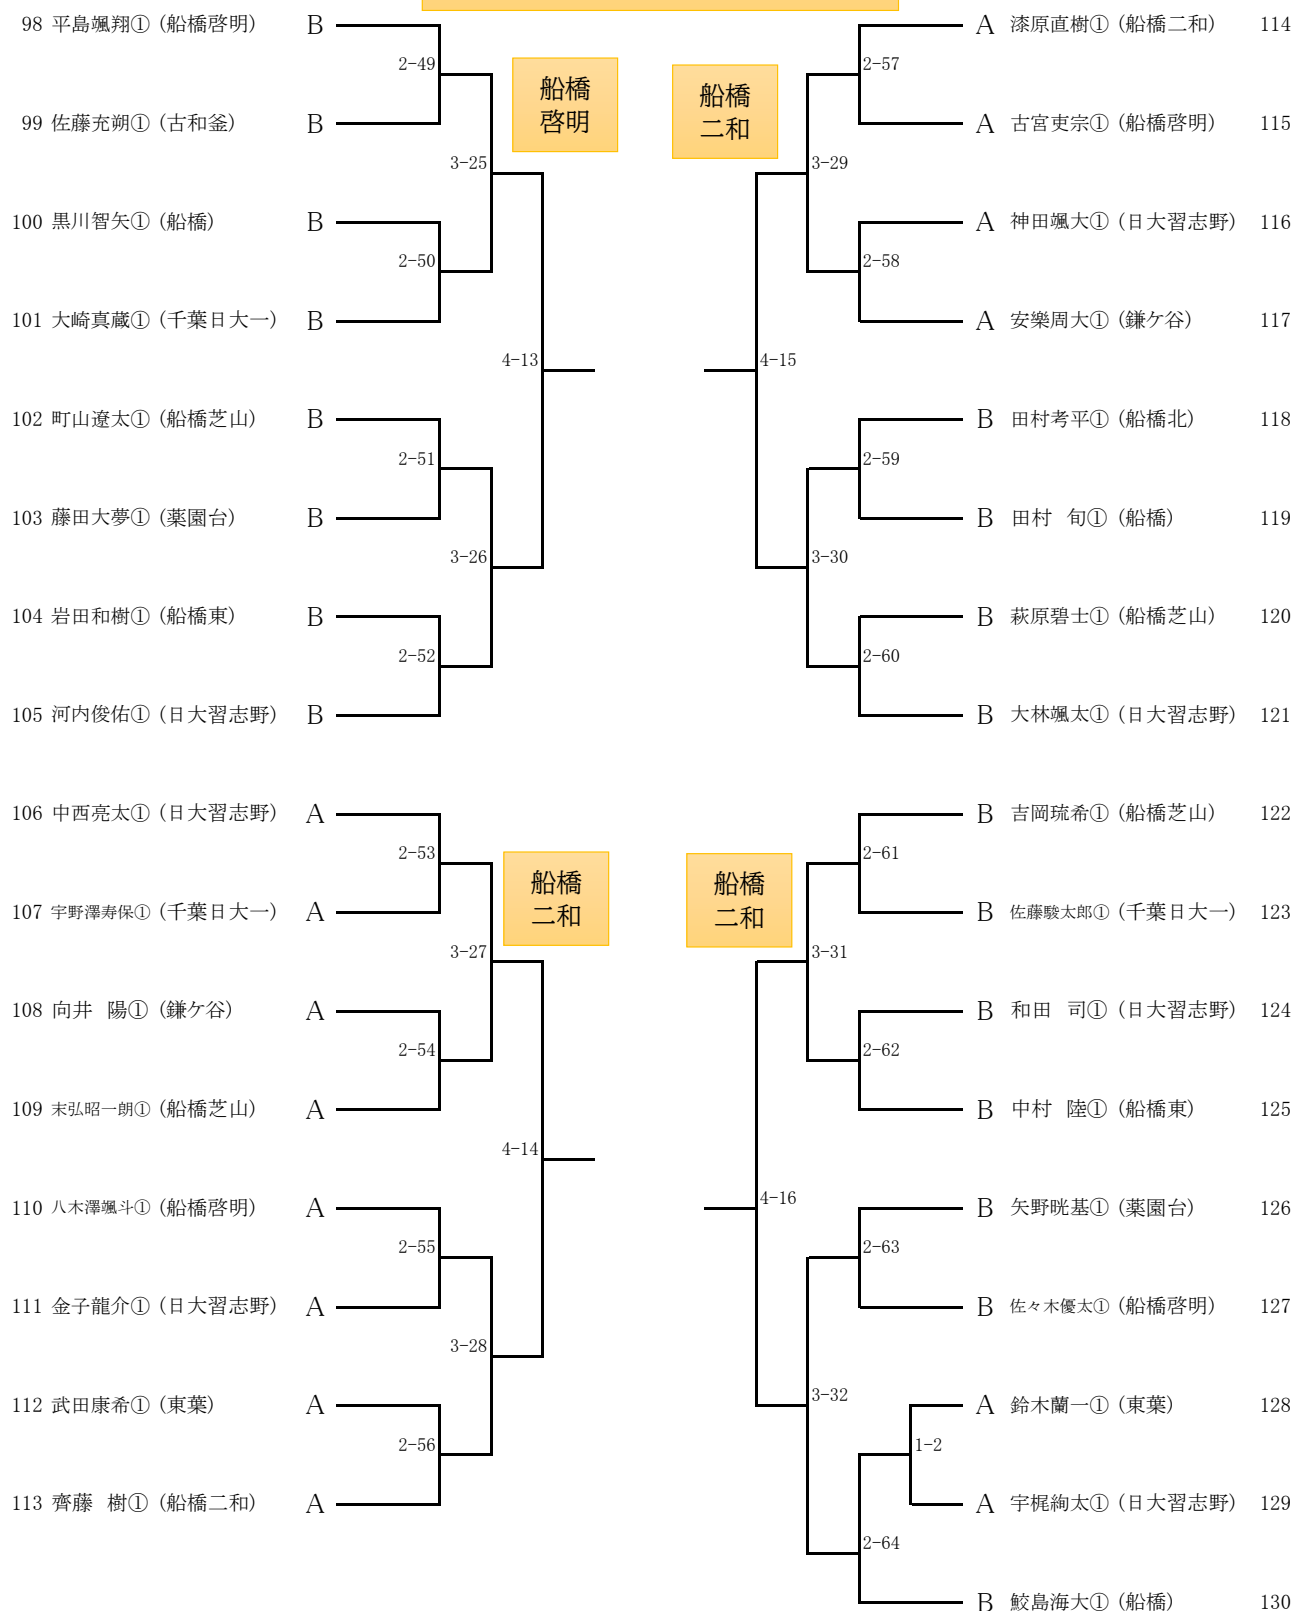 98 平島颯翔① (船橋啓明) B
2-49
99 佐藤充朔① (古和釜) B
3-25
100 黒川智矢① (船橋) B
2-50
101 大崎真蔵① (千葉日大一) B
4-13
102 町山遼太① (船橋芝山) B
2-51
103 藤田大夢① (薬園台) B
3-26
104 岩田和樹① (船橋東) B
2-52
105 河内俊佑① (日大習志野) B
船橋
啓明
106 中西亮太① (日大習志野) A
2-53
107 宇野澤寿保① (千葉日大一) A
3-27
108 向井 陽① (鎌ケ谷) A
2-54
109 末弘昭一朗① (船橋芝山) A
4-14
110 八木澤颯斗① (船橋啓明) A
2-55
111 金子龍介① (日大習志野) A
3-28
112 武田康希① (東葉) A
2-56
113 齊藤 樹① (船橋二和) A
船橋
二和
A 漆原直樹① (船橋二和) 114
2-57
A 古宮吏宗① (船橋啓明) 115
3-29
A 神田颯大① (日大習志野) 116
2-58
A 安樂周大① (鎌ケ谷) 117
4-15
B 田村考平① (船橋北) 118
2-59
B 田村 旬① (船橋) 119
3-30
B 萩原碧士① (船橋芝山) 120
2-60
B 大林颯太① (日大習志野) 121
船橋
二和
B 吉岡琉希① (船橋芝山) 122
2-61
B 佐藤駿太郎① (千葉日大一) 123
3-31
B 和田 司① (日大習志野) 124
2-62
B 中村 陸① (船橋東) 125
4-16
B 矢野晄基① (薬園台) 126
2-63
B 佐々木優太① (船橋啓明) 127
3-32
A 鈴木蘭一① (東葉) 128
1-2
A 宇梶絢太① (日大習志野) 129
2-64
B 鮫島海大① (船橋) 130
船橋
二和